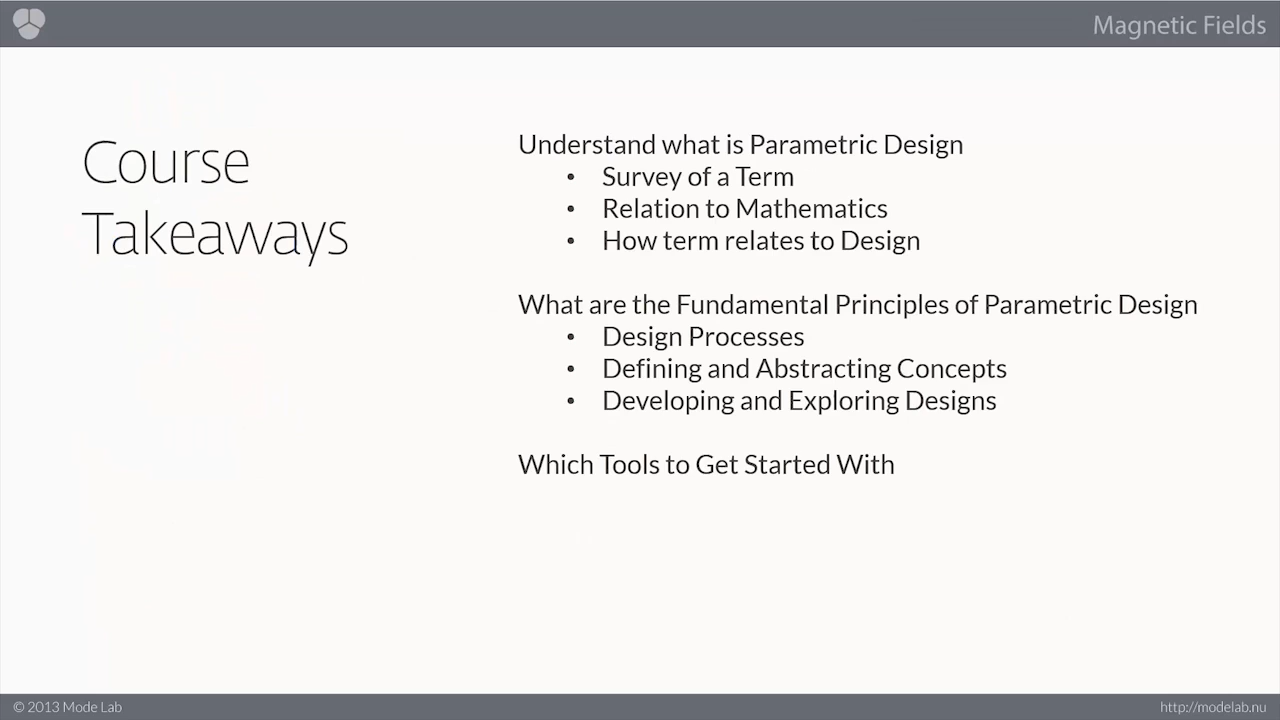 Magnetic Fields
Course
Takeaways
Understand what is Parametric Design
• Survey of a Term
• Relation to Mathematics
• How term relates to Design
What are the Fundamental Principles of Parametric Design
• Design Processes
• Defining and Abstracting Concepts
• Developing and Exploring Designs
Which Tools to Get Started With
© 2013 Mode Lab
http://modelab.nu